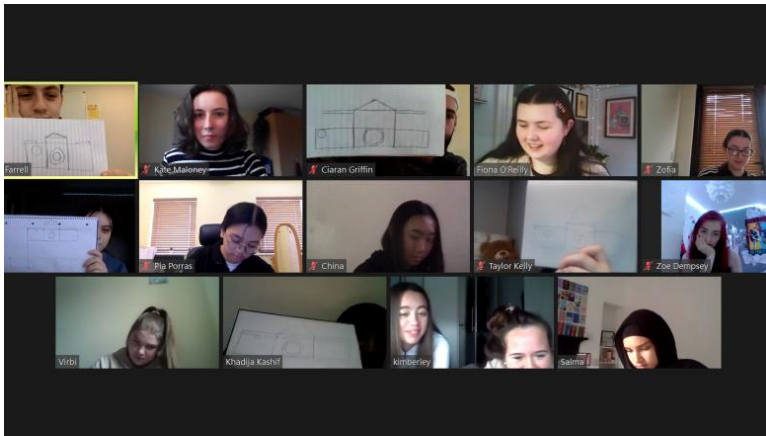 Farrell
Kate Maloney
Ciaran Griffin
Fiona O'Reilly
Zofia
Pia Porras
China
Taylor Kelly
Zoe Dempsey
Virbi
Khadija Kashif
kimberley
Salma